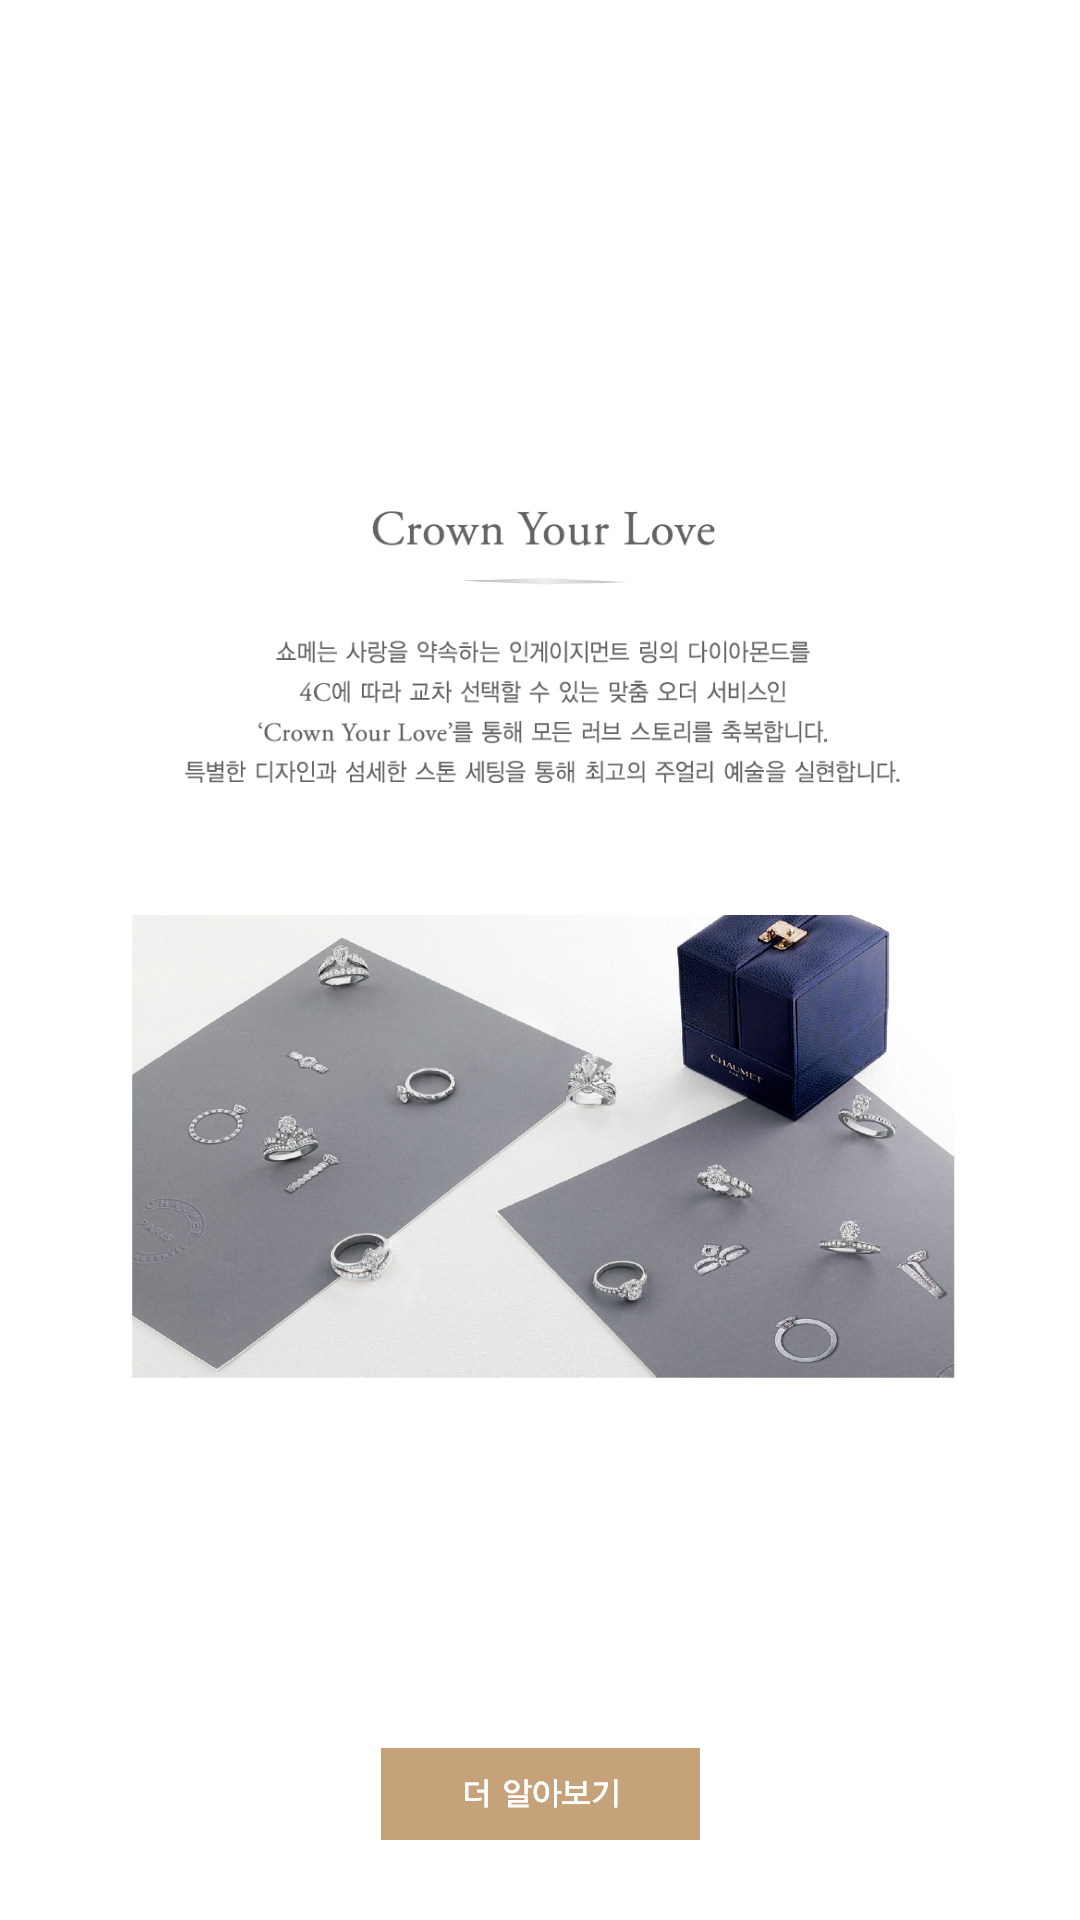 Crown Your Love
쇼메는 사랑을 약속하는 인게이지먼트 링의 다이아몬드를
4C에 따라 교차 선택할 수 있는 맞춤 오더 서비스인
‘Crown Your Love’를 통해 모든 러브 스토리를 축복합니다.
특별한 디자인과 섬세한 스톤 세팅을 통해 최고의 주얼리 예술을 실현합니다.
CHAUMET
PARIS
CHAUMET
PARIS
더 알아보기